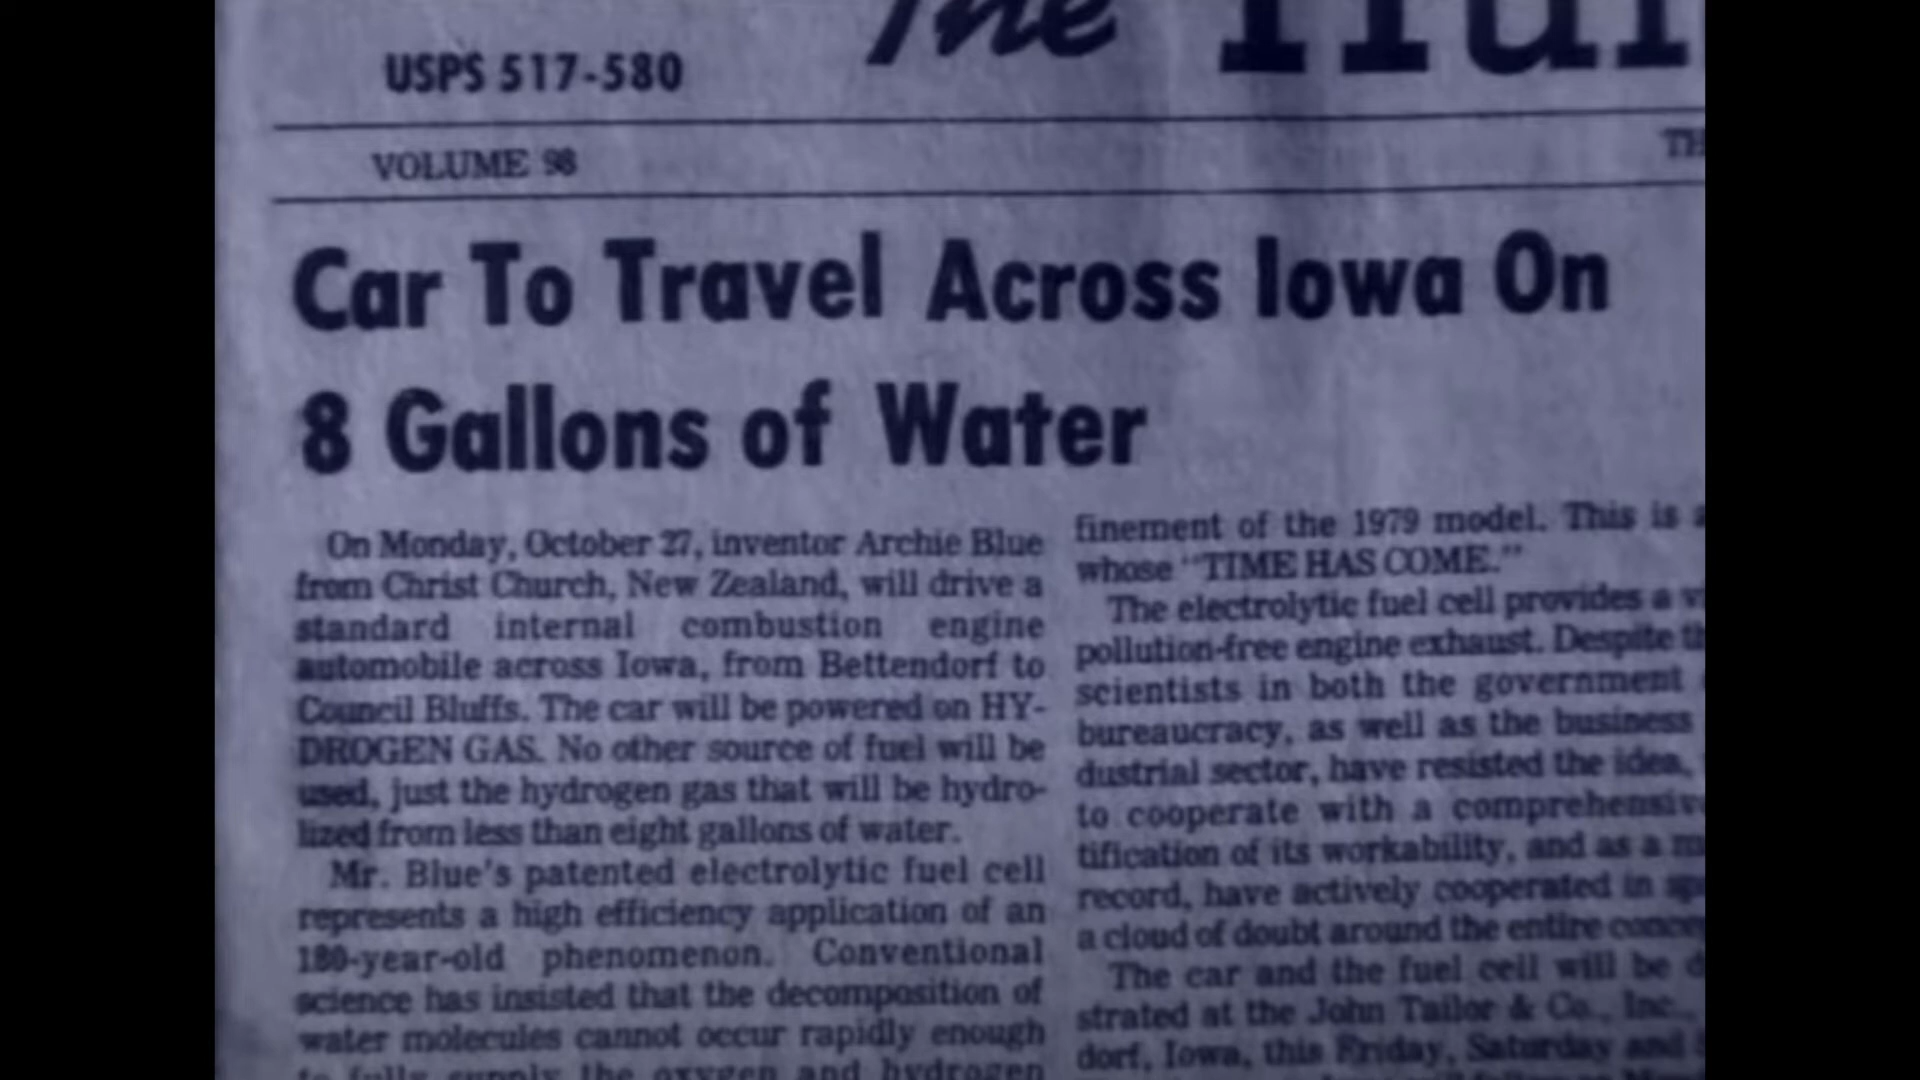 The
USPS 517-580
VOLUME 98
Car To Travel Across Iowa On
8 Gallons of Water
On Monday, October 27, inventor Archie Blue
from Christ Church, New Zealand, will drive a
standard internal combustion engine
automobile across Iowa, from Bettendorf to
Council Bluffs. The car will be powered on HY-
DROGEN GAS. No other source of fuel will be
used, just the hydrogen gas that will be hydro-
lized from less than eight gallons of water.
Mr. Blue's patented electrolytic fuel cell
represents a high efficiency application of an
180-year-old phenomenon. Conventional
science has insisted that the decomposition of
water molecules cannot occur rapidly enough
to fully supply the oxygen and hydrogen
finement of the 1979 model. This is
whose "TIME HAS COME."
The electrolytic fuel cell provides a
pollution-free engine exhaust. Despite
scientists in both the government
bureaucracy, as well as the business
dustrial sector, have resisted the idea,
to cooperate with a
tification of its workability, and as a
record, have actively cooperated in
a cloud of doubt around the entire
The car and the fuel cell will be
strated at the John Tailor & Co., Inc.,
dorf, Iowa, this Friday, Saturday and